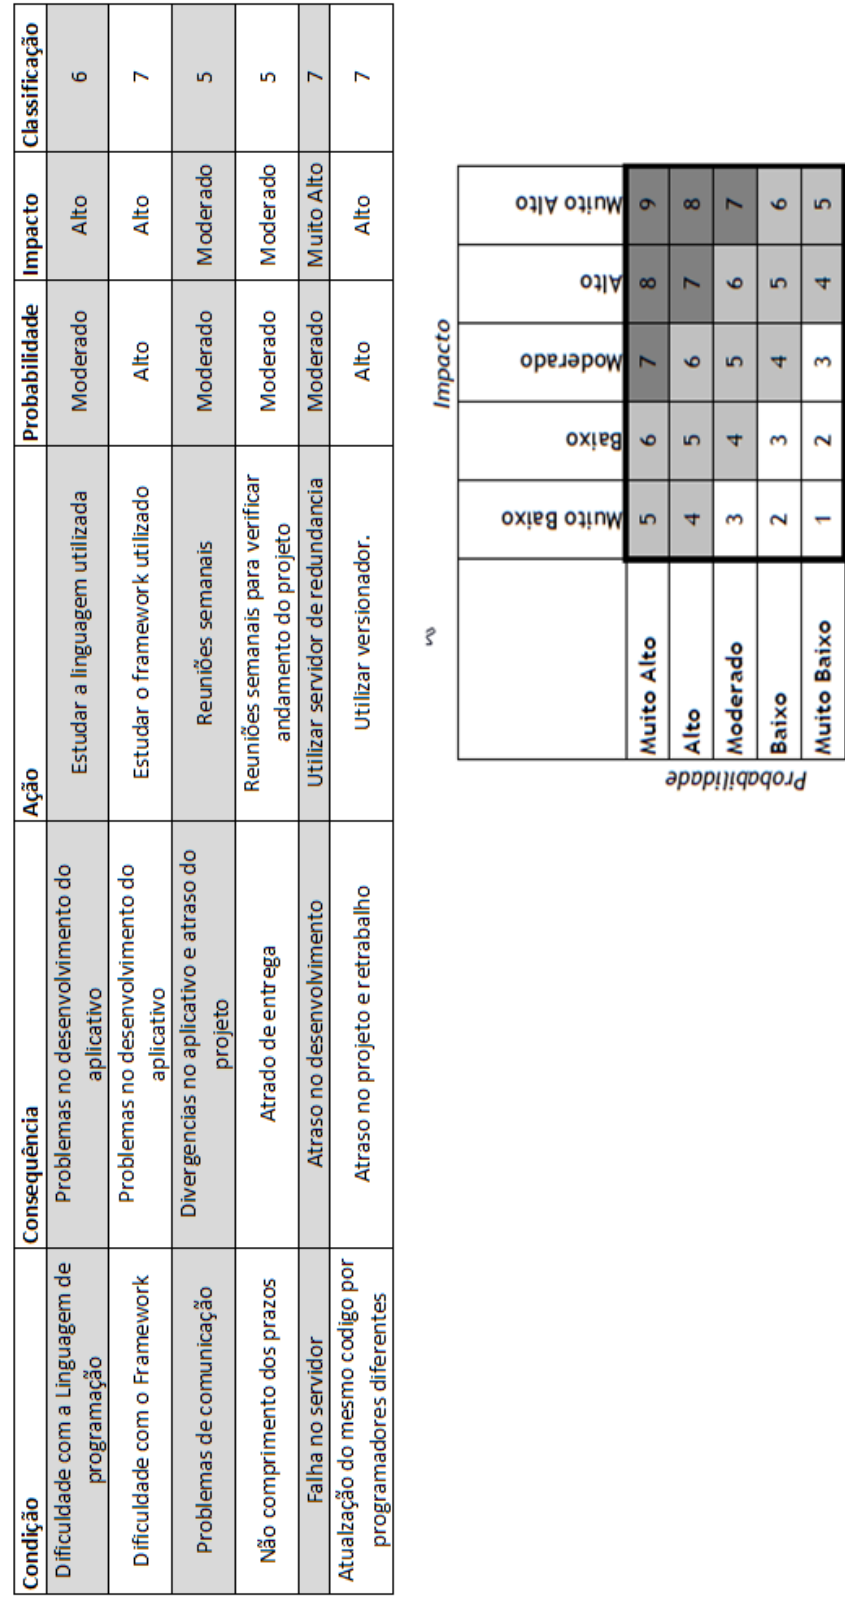 Condição Consequência Ação Probabilidade Impacto Classificação
Dificuldade com a Linguagem de
programação
Problemas no desenvolvimento do
aplicativo
Estudar a linguagem utilizada
Moderado
Alto
6
Dificuldade com o Framework
Problemas no desenvolvimento do
aplicativo
Estudar o framework utilizado
Alto
Alto
7
Problemas de comunicação
Divergencias no aplicativo e atraso do
projeto
Reuniões semanais
Moderado
Moderado
5
Não comprimento dos prazos
Atrado de entrega
Reuniões semanais para verificar
andamento do projeto
Moderado
Moderado
5
Falha no servidor
Atraso no desenvolvimento
Utilizar servidor de redundancia
Moderado
Muito Alto
7
Atualzação do mesmo codigo por
programadores diferentes
Atraso no projeto e retrabalho
Utilizar versionador.
Alto
Alto
7
Impacto
Muito Baixo Baixo Moderado Alto Muito Alto
Probabilidade
Muito Alto 5 6 7 8 9
Alto 4 5 6 7 8
Moderado 3 4 5 6 7
Baixo 2 3 4 5 6
Muito Baixo 1 2 3 4 5